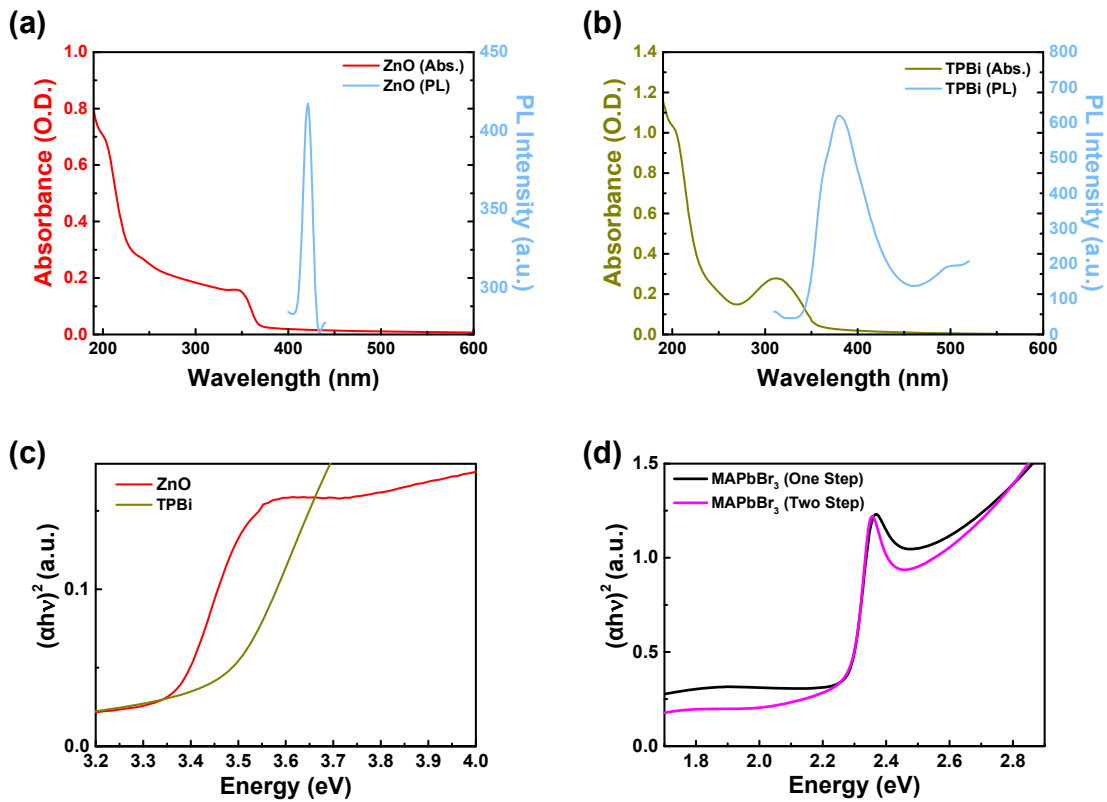 (a)
ZnO (Abs.)
ZnO (PL)
Absorbance (O.D.)
1.0
0.8
0.6
0.4
0.2
0.0
450
400
350
300
PL Intensity (a.u.)
200
300
400
500
600
Wavelength (nm)
(b)
TPBi (Abs.)
TPBi (PL)
Absorbance (O.D.)
1.4
1.2
1.0
0.8
0.6
0.4
0.2
0.0
800
700
600
500
400
300
200
100
0
PL Intensity (a.u.)
200
300
400
500
600
Wavelength (nm)
(c)
ZnO
TPBi
(αhν)² (a.u.)
0.1
0.0
3.2
3.3
3.4
3.5
3.6
3.7
3.8
3.9
4.0
Energy (eV)
(d)
MAPbBr₃ (One Step)
MAPbBr₃ (Two Step)
(αhν)² (a.u.)
1.5
1.0
0.5
0.0
1.8
2.0
2.2
2.4
2.6
2.8
Energy (eV)